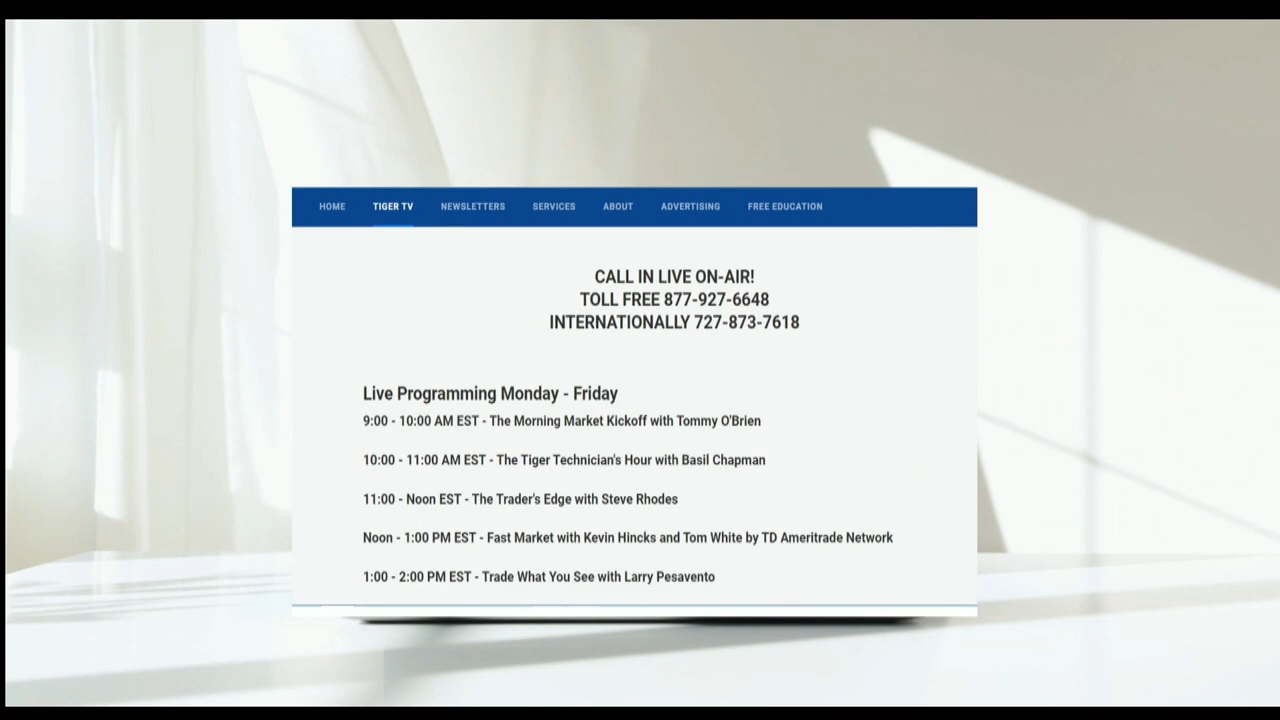 HOME TIGER TV NEWSLETTERS SERVICES ABOUT ADVERTISING FREE EDUCATION
CALL IN LIVE ON-AIR!
TOLL FREE 877-927-6648
INTERNATIONALLY 727-873-7618
Live Programming Monday - Friday
9:00 - 10:00 AM EST - The Morning Market Kickoff with Tommy O'Brien
10:00 - 11:00 AM EST - The Tiger Technician's Hour with Basil Chapman
11:00 - Noon EST - The Trader's Edge with Steve Rhodes
Noon - 1:00 PM EST - Fast Market with Kevin Hincks and Tom White by TD Ameritrade Network
1:00 - 2:00 PM EST - Trade What You See with Larry Pesavento